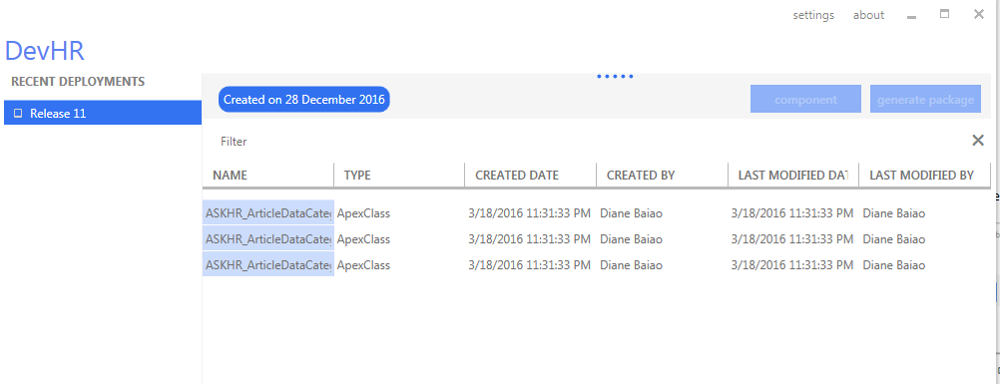 settings about
DevHR
RECENT DEPLOYMENTS
Release 11
Created on 28 December 2016 component generate package
Filter
NAME TYPE CREATED DATE CREATED BY LAST MODIFIED DAT LAST MODIFIED BY
ASKHR_ArticleDataCateg ApexClass 3/18/2016 11:31:33 PM Diane Baiao 3/18/2016 11:31:33 PM Diane Baiao
ASKHR_ArticleDataCateg ApexClass 3/18/2016 11:31:33 PM Diane Baiao 3/18/2016 11:31:33 PM Diane Baiao
ASKHR_ArticleDataCateg ApexClass 3/18/2016 11:31:33 PM Diane Baiao 3/18/2016 11:31:33 PM Diane Baiao